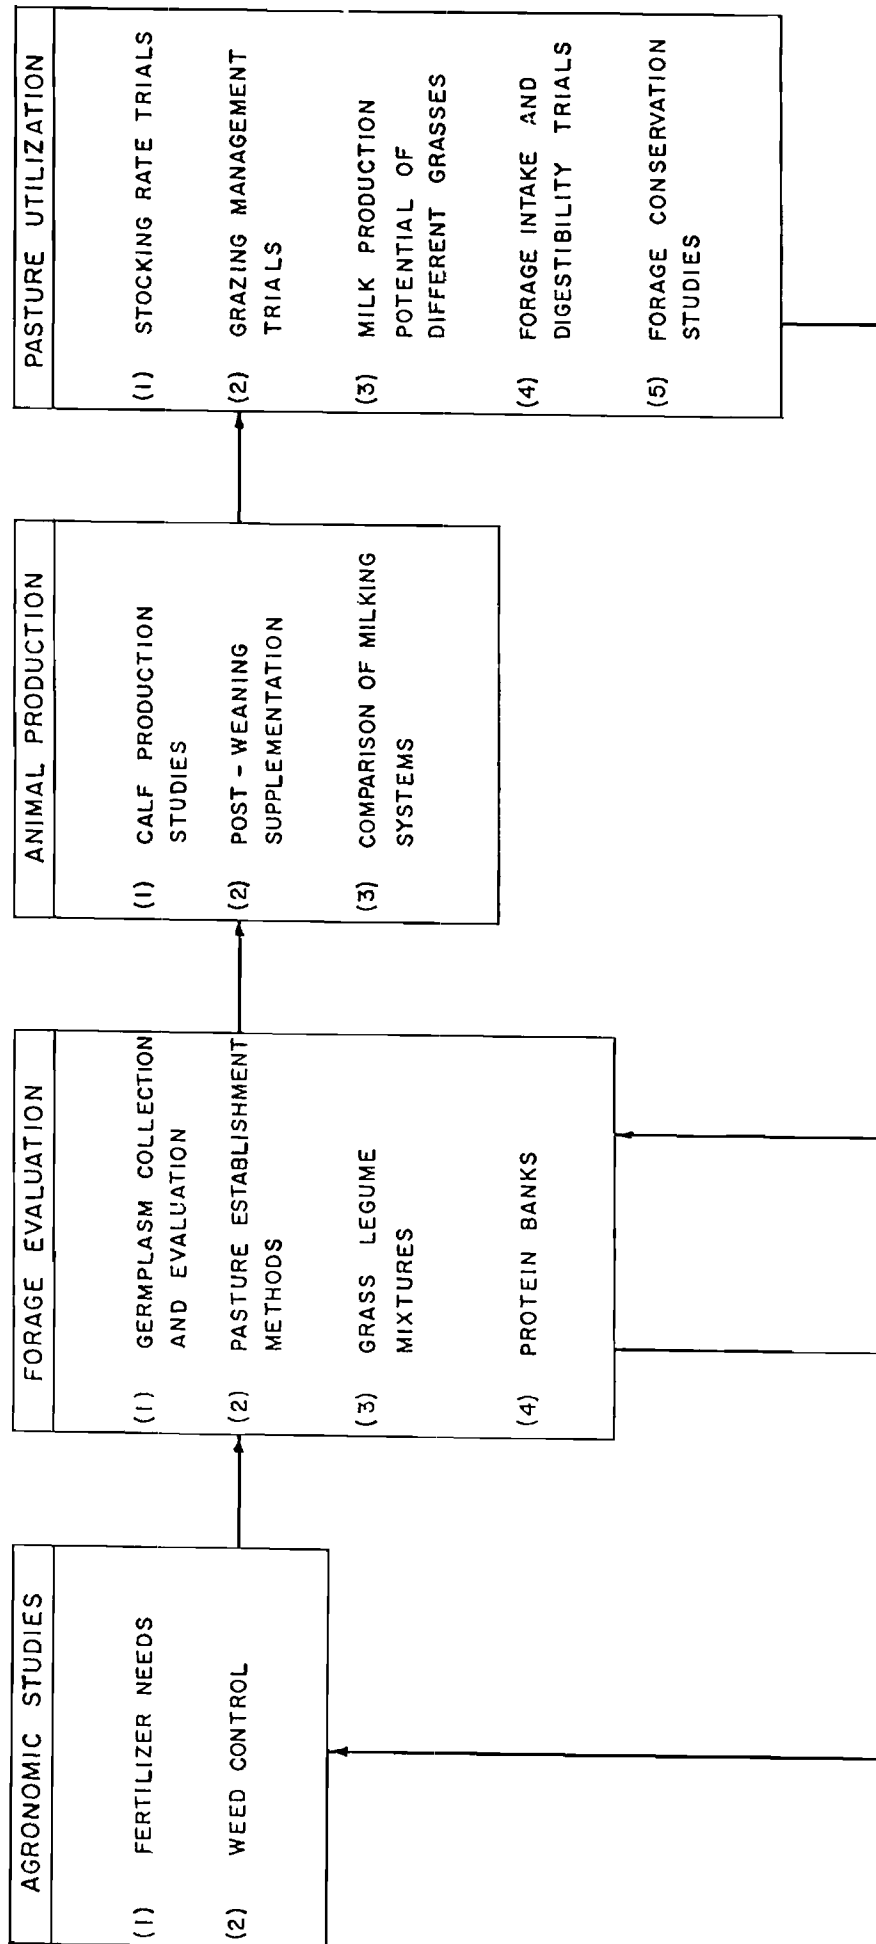 AGRONOMIC STUDIES
(1) FERTILIZER NEEDS
(2) WEED CONTROL
FORAGE EVALUATION
(1) GERMPLASM COLLECTION
AND EVALUATION
(2) PASTURE ESTABLISHMENT
METHODS
(3) GRASS LEGUME
MIXTURES
(4) PROTEIN BANKS
ANIMAL PRODUCTION
(1) CALF PRODUCTION
STUDIES
(2) POST-WEANING
SUPPLEMENTATION
(3) COMPARISON OF MILKING
SYSTEMS
PASTURE UTILIZATION
(1) STOCKING RATE TRIALS
(2) GRAZING MANAGEMENT
TRIALS
(3) MILK PRODUCTION
POTENTIAL OF
DIFFERENT GRASSES
(4) FORAGE INTAKE AND
DIGESTIBILITY TRIALS
(5) FORAGE CONSERVATION
STUDIES